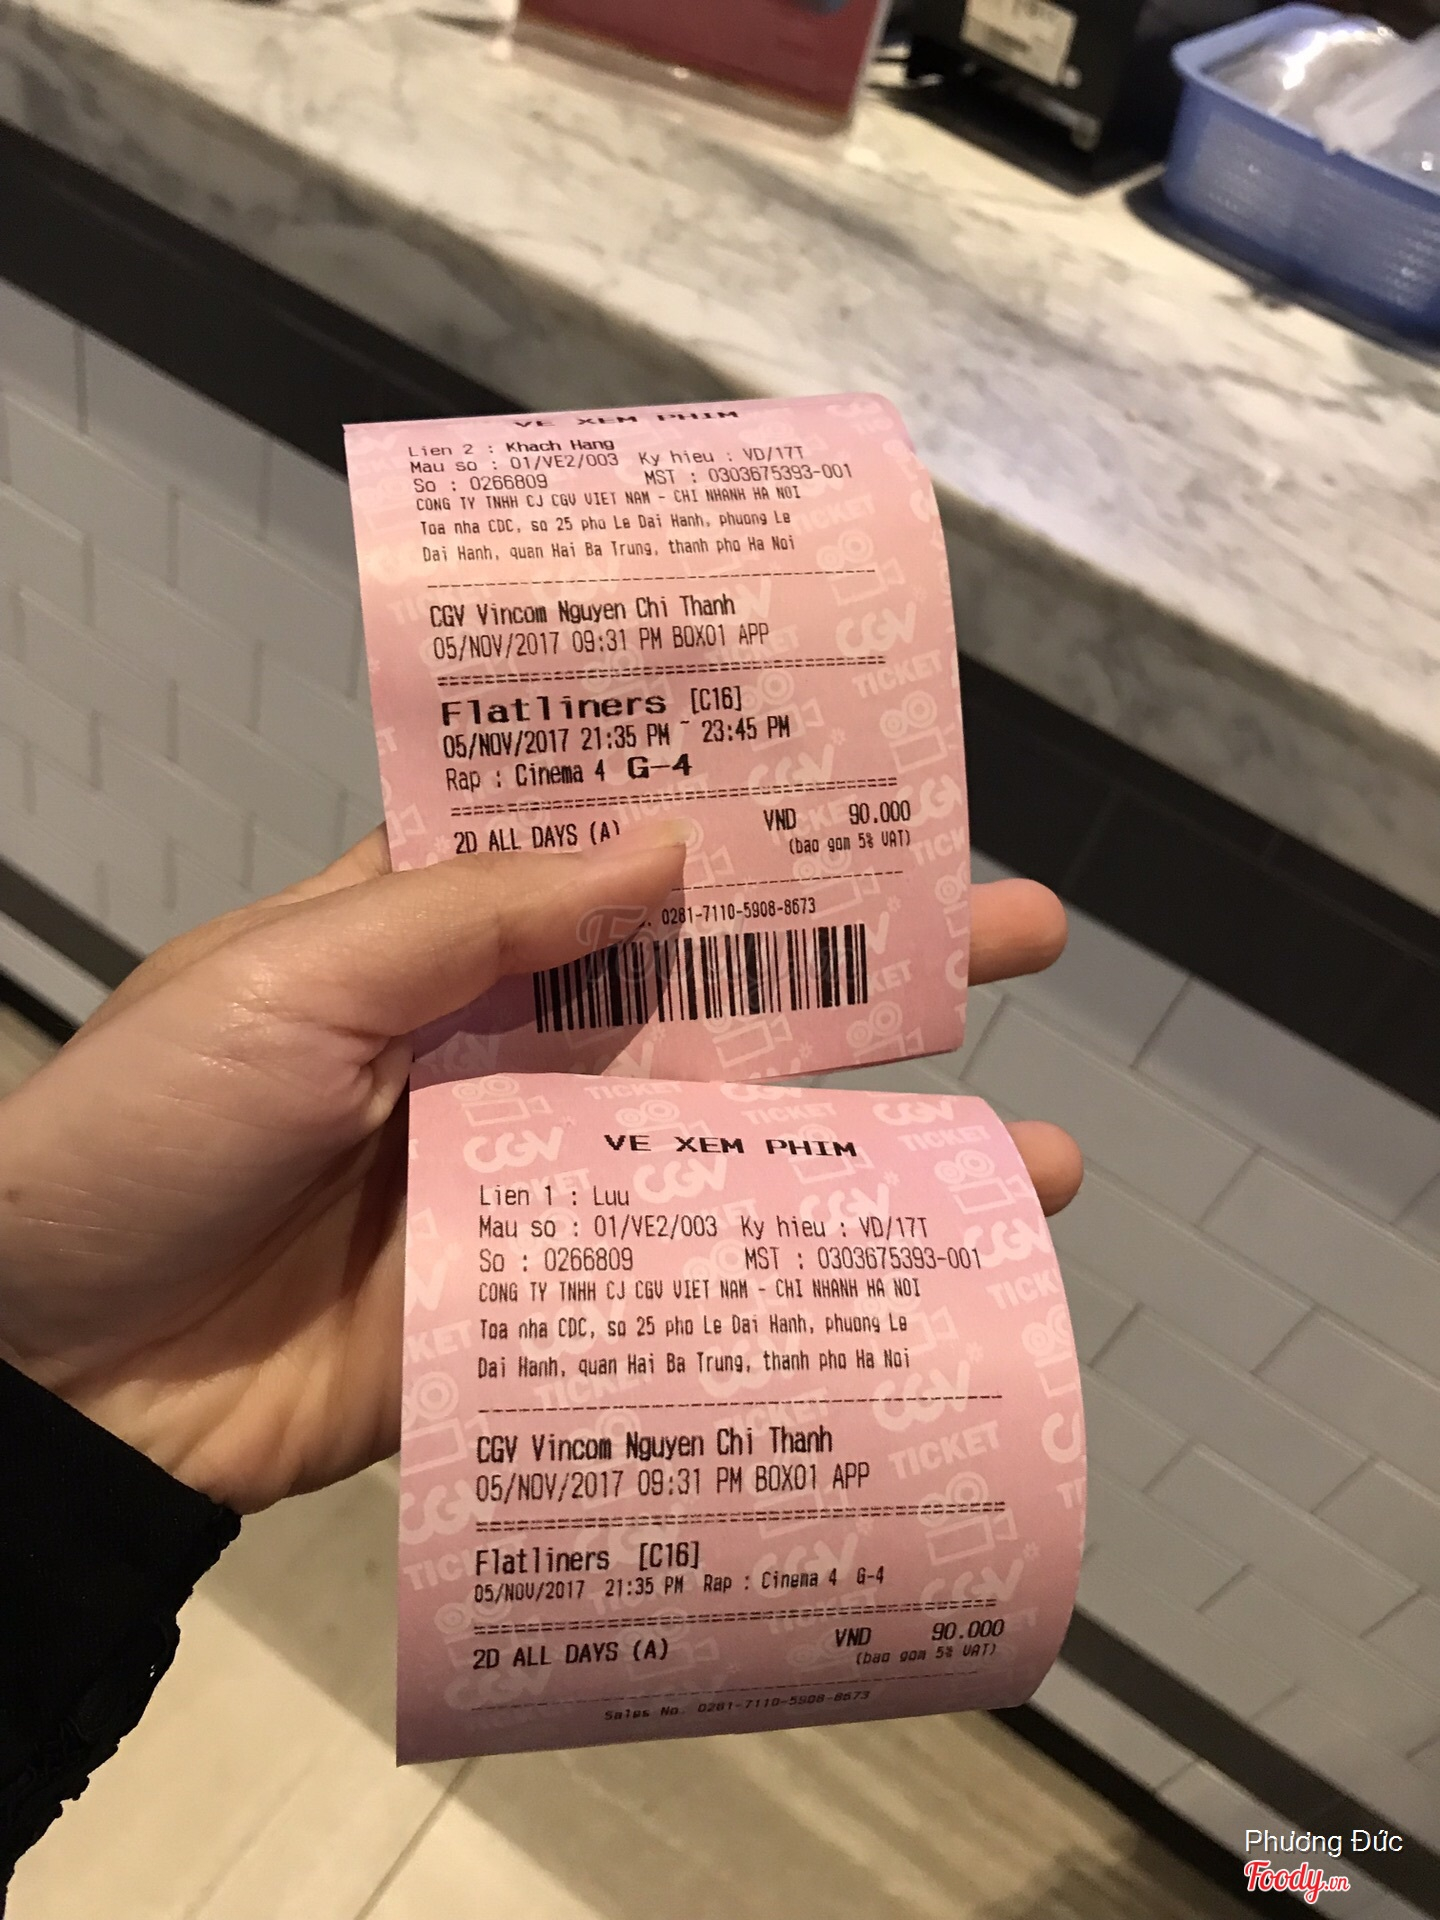 VE XEM PHIM
Lien 2 : Khach Hang
Mau so : 01/VE2/003 Ky hieu : VD/17T
So : 0266809 MST : 0303675393-001
CONG TY TNHH CJ CGV VIET NAM - CHI NHANH HA NOI
Toa nha CDC, so 25 pho Le Dai Hanh, phuong Le
Dai Hanh, quan Hai Ba Trung, thanh pho Ha Noi
CGV Vincom Nguyen Chi Thanh
05/NOV/2017 09:31 PM BOX01 APP
Flatliners [C16]
05/NOV/2017 21:35 PM ~ 23:45 PM
Rap : Cinema 4 G-4
2D ALL DAYS (A) VND 90.000
(bao gom 5% VAT)
0281-7110-5908-8673
VE XEM PHIM
Lien 1 : Luu
Mau so : 01/VE2/003 Ky hieu : VD/17T
So : 0266809 MST : 0303675393-001
CONG TY TNHH CJ CGV VIET NAM - CHI NHANH HA NOI
Toa nha CDC, so 25 pho Le Dai Hanh, phuong Le
Dai Hanh, quan Hai Ba Trung, thanh pho Ha Noi
CGV Vincom Nguyen Chi Thanh
05/NOV/2017 09:31 PM BOX01 APP
Flatliners [C16]
05/NOV/2017 21:35 PM Rap : Cinema 4 G-4
2D ALL DAYS (A) VND 90.000
(bao gom 5% VAT)
Sales No. 0281-7110-5908-8673
Phương Đức
Foody.vn